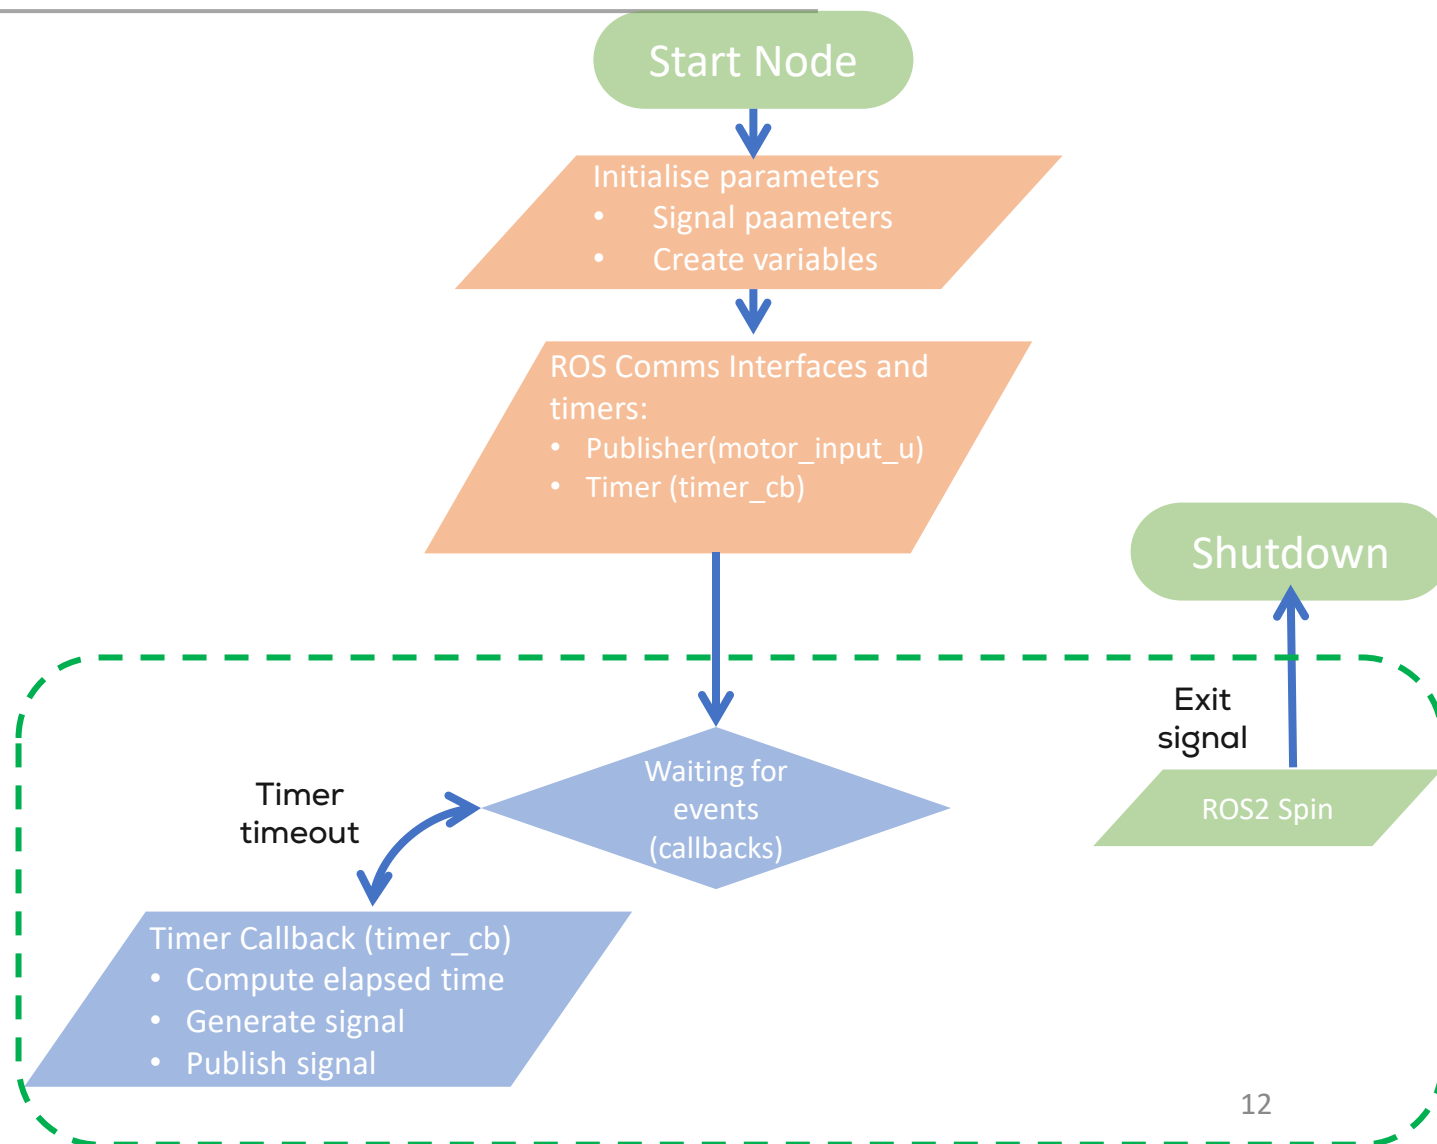 Start Node
Initialise parameters
• Signal paameters
• Create variables
ROS Comms Interfaces and
timers:
• Publisher(motor_input_u)
• Timer (timer_cb)
Shutdown
Exit
signal
Waiting for
events
(callbacks)
Timer
timeout
ROS2 Spin
Timer Callback (timer_cb)
• Compute elapsed time
• Generate signal
• Publish signal
12